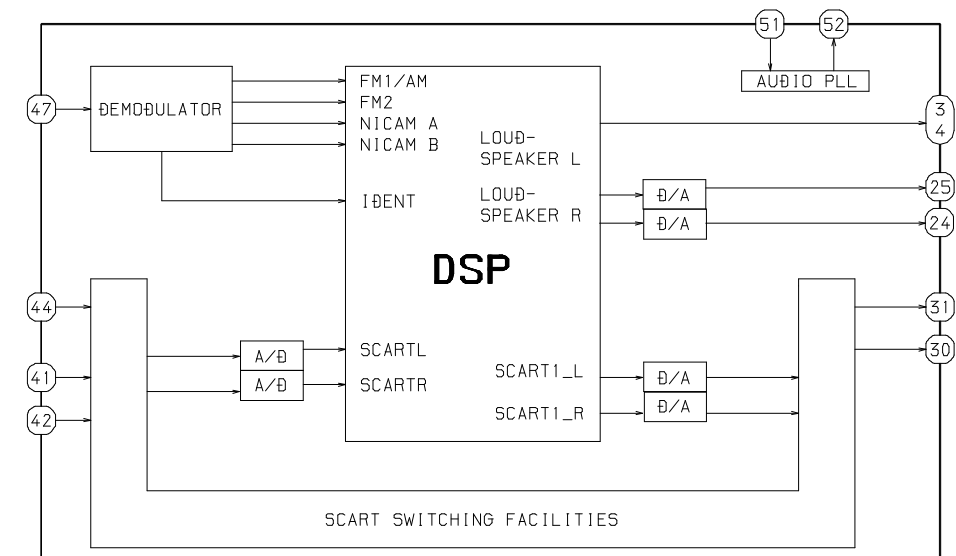 51 52
AUDIO PLL
47
DEMODULATOR
FM1/AM
FM2
NICAM A
NICAM B
IDENT
LOUD-
SPEAKER L
LOUD-
SPEAKER R
D/A
D/A
3
4
25
24
DSP
44
41
42
A/D
A/D
SCARTL
SCARTR
SCART1_L
SCART1_R
D/A
D/A
31
30
SCART SWITCHING FACILITIES